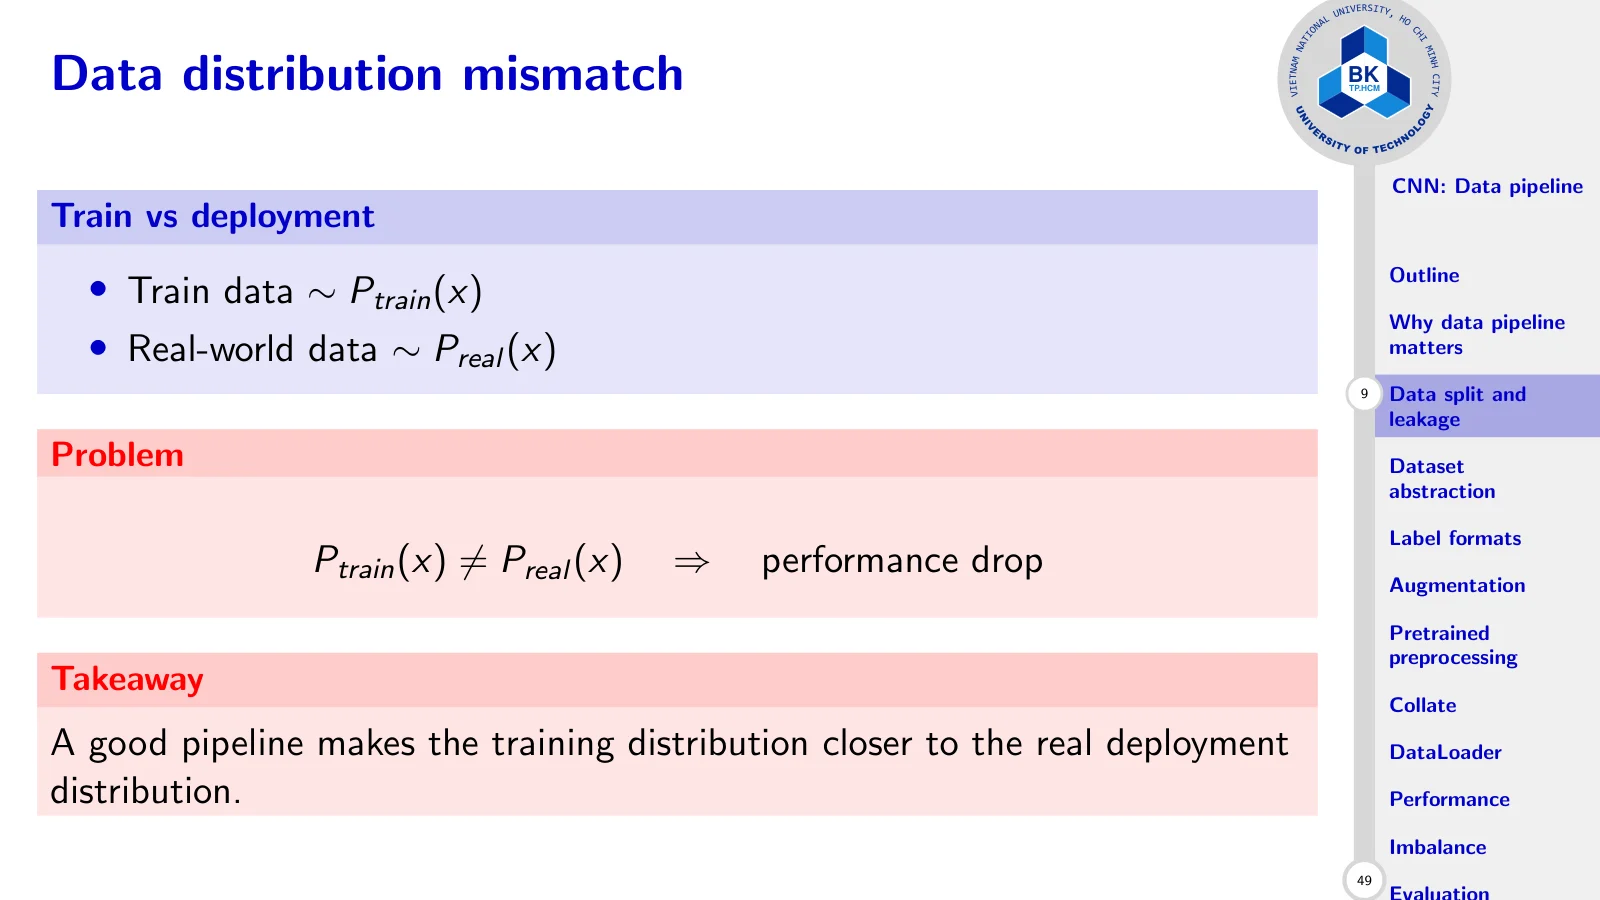 Data distribution mismatch
Train vs deployment
• Train data ∼ P_train(x)
• Real-world data ∼ P_real(x)
Problem
P_train(x) ≠ P_real(x) ⇒ performance drop
Takeaway
A good pipeline makes the training distribution closer to the real deployment
distribution.
VIETNAM NATIONAL UNIVERSITY, HO CHI MINH CITY
BK
TP.HCM
UNIVERSITY OF TECHNOLOGY
CNN: Data pipeline
Outline
Why data pipeline
matters
9
Data split and
leakage
Dataset
abstraction
Label formats
Augmentation
Pretrained
preprocessing
Collate
DataLoader
Performance
Imbalance
49
Evaluation